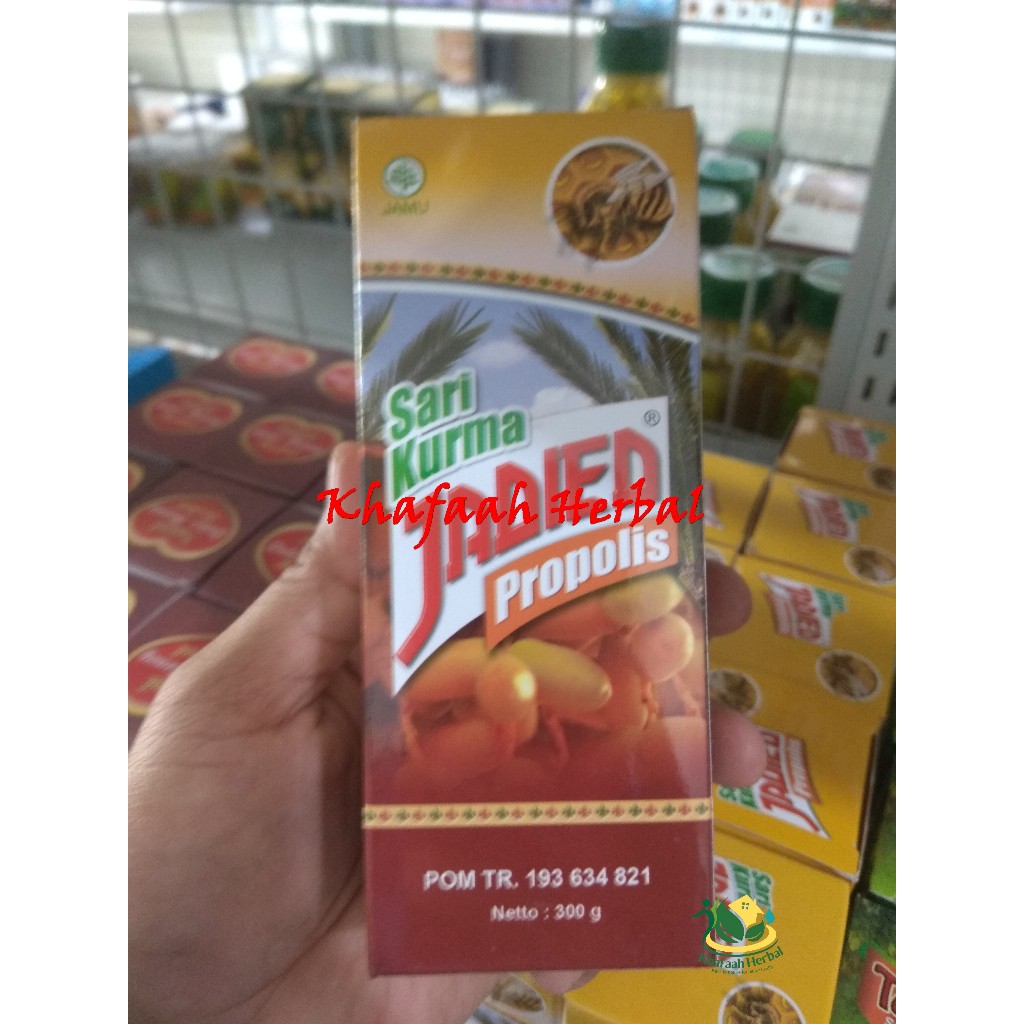 JAMU
Sari
Kurma
JADIED®
Propolis
Khafaah Herbal
POM TR. 193 634 821
Netto : 300 g
Khafaah Herbal